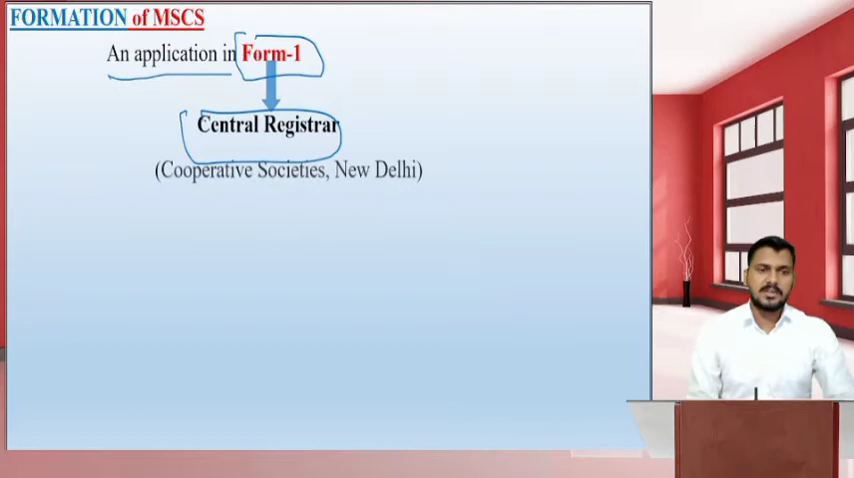 FORMATION of MSCS
An application in Form-1
Central Registrar
(Cooperative Societies, New Delhi)